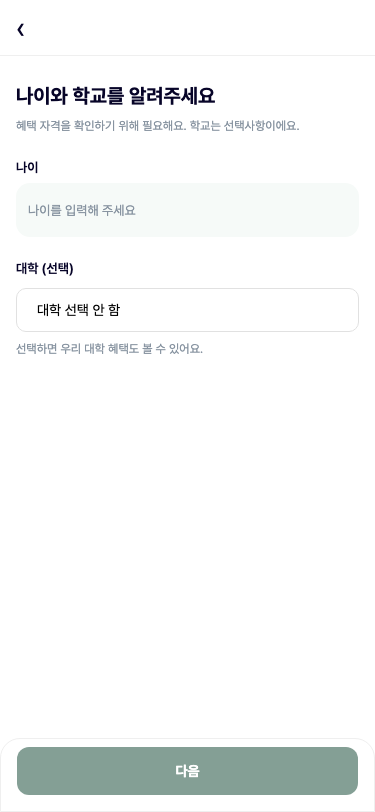 나이와 학교를 알려주세요
혜택 자격을 확인하기 위해 필요해요. 학교는 선택사항이에요.
나이
나이를 입력해 주세요
대학 (선택)
대학 선택 안 함
선택하면 우리 대학 혜택도 볼 수 있어요.
다음